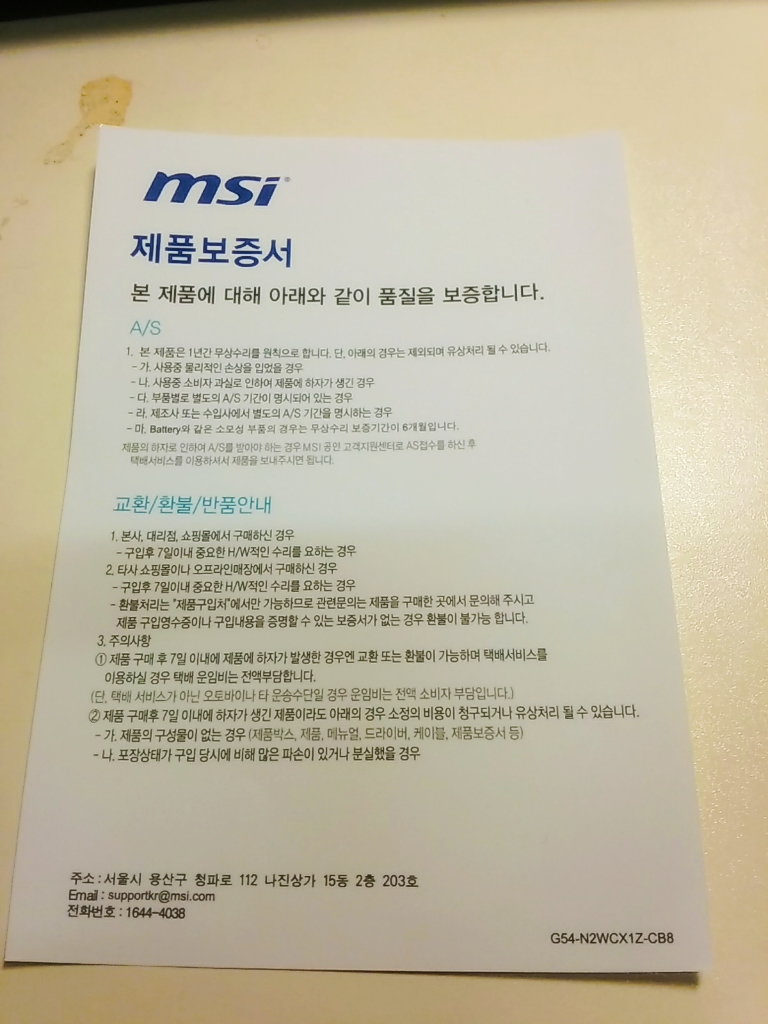 msi
제품보증서
본 제품에 대해 아래와 같이 품질을 보증합니다.
A/S
1. 본 제품은 1년간 무상수리를 원칙으로 합니다. 단, 아래의 경우는 제외되며 유상처리 될 수 있습니다.
- 가. 사용중 물리적인 손상을 입었을 경우
- 나. 사용중 소비자 과실로 인하여 제품에 하자가 생긴 경우
- 다. 부품별로 별도의 A/S 기간이 명시되어 있는 경우
- 라. 제조사 또는 수입사에서 별도의 A/S 기간을 명시하는 경우
- 마. Battery와 같은 소모성 부품의 경우는 무상수리 보증기간이 6개월입니다.
제품의 하자로 인하여 A/S를 받아야 하는 경우 MSI 공인 고객지원센터로 AS접수를 하신 후
택배서비스를 이용하셔서 제품을 보내주시면 됩니다.
교환/환불/반품안내
1. 본사, 대리점, 쇼핑몰에서 구매하신 경우
- 구입후 7일이내 중요한 H/W적인 수리를 요하는 경우
2. 타사 쇼핑몰이나 오프라인매장에서 구매하신 경우
- 구입후 7일이내 중요한 H/W적인 수리를 요하는 경우
- 환불처리는 "제품구입처"에서만 가능하므로 관련문의는 제품을 구매한 곳에서 문의해 주시고
제품 구입영수증이나 구입내용을 증명할 수 있는 보증서가 없는 경우 환불이 불가능 합니다.
3. 주의사항
① 제품 구매 후 7일 이내에 제품에 하자가 발생한 경우엔 교환 또는 환불이 가능하며 택배서비스를
이용하실 경우 택배 운임비는 전액부담합니다.
(단, 택배 서비스가 아닌 오토바이나 타 운송수단일 경우 운임비는 전액 소비자 부담입니다.)
② 제품 구매후 7일 이내에 하자가 생긴 제품이라도 아래의 경우 소정의 비용이 청구되거나 유상처리 될 수 있습니다.
- 가. 제품의 구성물이 없는 경우 (제품박스, 제품, 메뉴얼, 드라이버, 케이블, 제품보증서 등)
- 나. 포장상태가 구입 당시에 비해 많은 파손이 있거나 분실했을 경우
주소 : 서울시 용산구 청파로 112 나진상가 15동 2층 203호
Email : supportkr@msi.com
전화번호 : 1644-4038
G54-N2WCX1Z-CB8